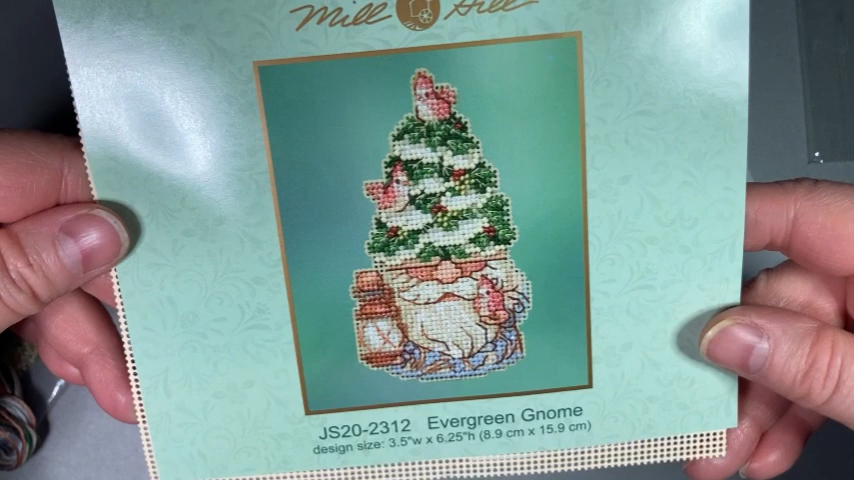 Mill Hill
JS20-2312 Evergreen Gnome
design size: 3.5"w x 6.25"h (8.9 cm x 15.9 cm)